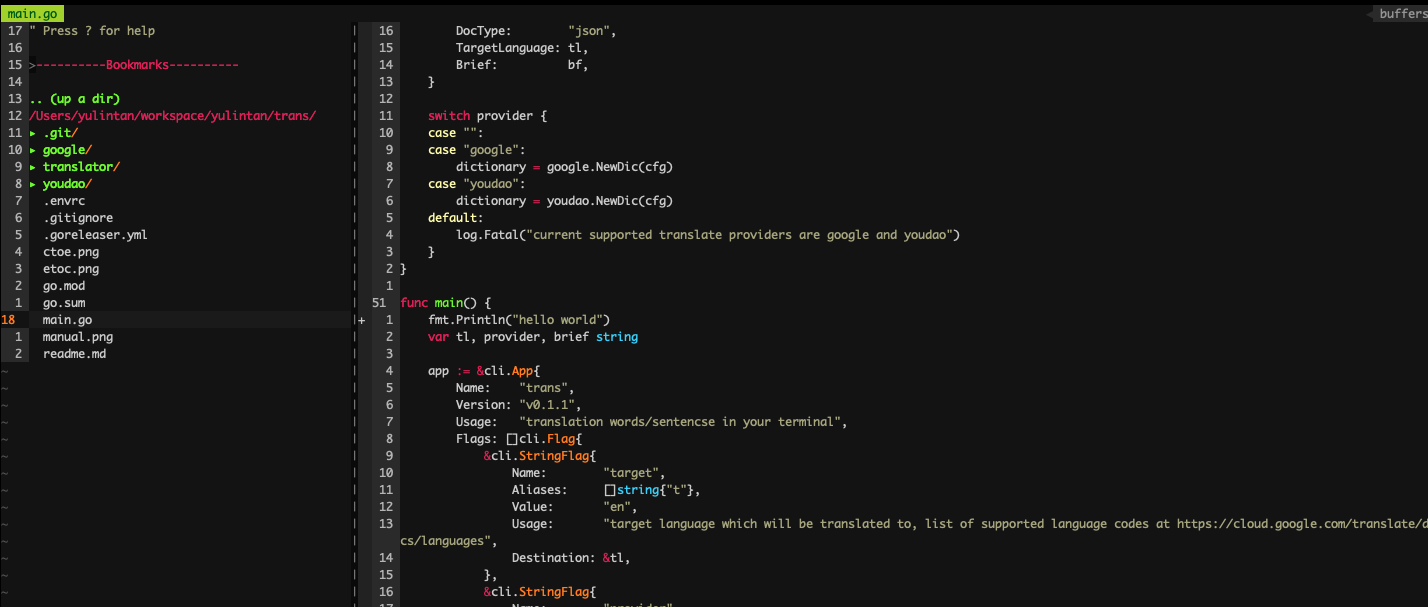 main.go
buffers
17 " Press ? for help
16
15 >----------Bookmarks----------
14
13 .. (up a dir)
12 /Users/yulintan/workspace/yulintan/trans/
11 ▸ .git/
10 ▸ google/
9 ▸ translator/
8 ▸ youdao/
7 .envrc
6 .gitignore
5 .goreleaser.yml
4 ctoe.png
3 etoc.png
2 go.mod
1 go.sum
18 main.go
1 manual.png
2 readme.md
~
~
~
~
~
~
~
~
~
~
~
~
~
~
16 DocType: "json",
15 TargetLanguage: tl,
14 Brief: bf,
13 }
12
11 switch provider {
10 case "":
9 case "google":
8 dictionary = google.NewDic(cfg)
7 case "youdao":
6 dictionary = youdao.NewDic(cfg)
5 default:
4 log.Fatal("current supported translate providers are google and youdao")
3 }
2 }
1
51 func main() {
+ 1 fmt.Println("hello world")
2 var tl, provider, brief string
3
4 app := &cli.App{
5 Name: "trans",
6 Version: "v0.1.1",
7 Usage: "translation words/sentencse in your terminal",
8 Flags: []cli.Flag{
9 &cli.StringFlag{
10 Name: "target",
11 Aliases: []string{"t"},
12 Value: "en",
13 Usage: "target language which will be translated to, list of supported language codes at https://cloud.google.com/translate/d
cs/languages",
14 Destination: &tl,
15 },
16 &cli.StringFlag{
17 Name: "provider"